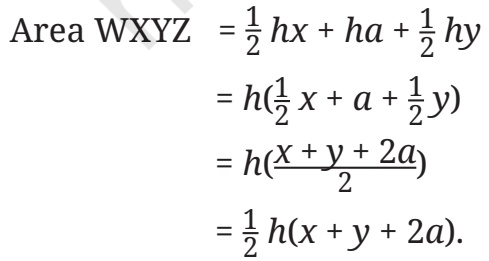 Area WXYZ = 1/2 hx + ha + 1/2 hy
= h(1/2 x + a + 1/2 y)
= h((x + y + 2a)/2)
= 1/2 h(x + y + 2a).